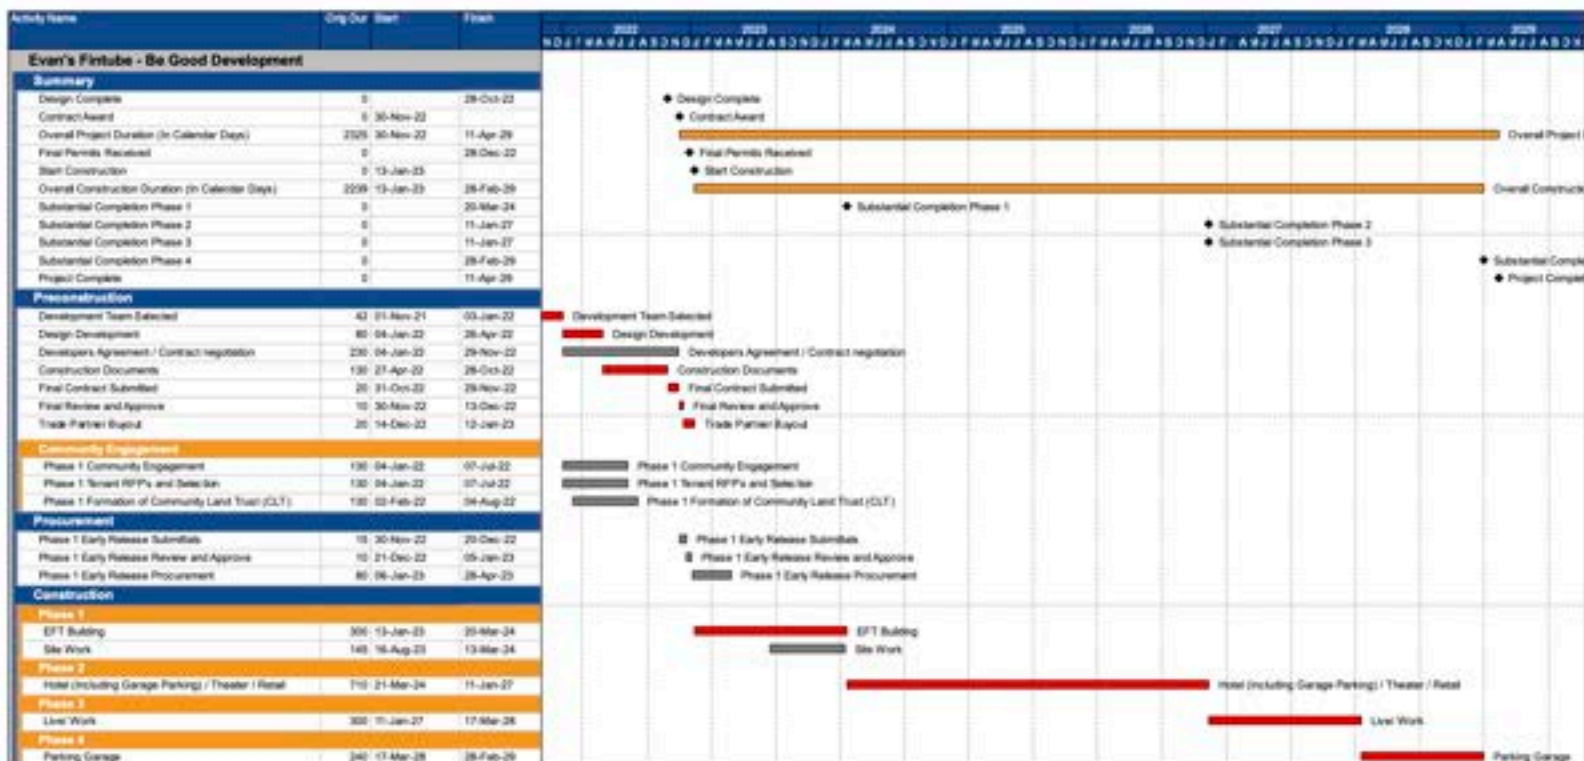 Activity Name Orig Dur Start Finish
2022 2023 2024 2025 2026 2027 2028 2029
Evan's Fintube - Be Good Development
Summary
Design Complete 0 28-Oct-22 Design Complete
Contract Award 0 30-Nov-22 Contract Award
Overall Project Duration (In Calendar Days) 2325 30-Nov-22 11-Apr-29 Overall Project
Final Permits Received 0 28-Dec-22 Final Permits Received
Start Construction 0 13-Jan-23 Start Construction
Overall Construction Duration (In Calendar Days) 2239 13-Jan-23 28-Feb-29 Overall Constructi
Substantial Completion Phase 1 0 20-Mar-24 Substantial Completion Phase 1
Substantial Completion Phase 2 0 11-Jan-27 Substantial Completion Phase 2
Substantial Completion Phase 3 0 11-Jan-27 Substantial Completion Phase 3
Substantial Completion Phase 4 0 28-Feb-29 Substantial Comple
Project Complete 0 11-Apr-29 Project Complet
Preconstruction
Development Team Selected 42 01-Nov-21 03-Jan-22 Development Team Selected
Design Development 80 04-Jan-22 26-Apr-22 Design Development
Developers Agreement / Contract negotiation 230 04-Jan-22 29-Nov-22 Developers Agreement / Contract negotiation
Construction Documents 130 27-Apr-22 28-Oct-22 Construction Documents
Final Contract Submitted 20 31-Oct-22 29-Nov-22 Final Contract Submitted
Final Review and Approve 10 30-Nov-22 13-Dec-22 Final Review and Approve
Trade Partner Buyout 20 14-Dec-22 12-Jan-23 Trade Partner Buyout
Community Engagement
Phase 1 Community Engagement 130 04-Jan-22 07-Jul-22 Phase 1 Community Engagement
Phase 1 Tenant RFP's and Selection 130 04-Jan-22 07-Jul-22 Phase 1 Tenant RFP's and Selection
Phase 1 Formation of Community Land Trust (CLT) 130 02-Feb-22 04-Aug-22 Phase 1 Formation of Community Land Trust (CLT)
Procurement
Phase 1 Early Release Submittals 15 30-Nov-22 20-Dec-22 Phase 1 Early Release Submittals
Phase 1 Early Release Review and Approve 10 21-Dec-22 05-Jan-23 Phase 1 Early Release Review and Approve
Phase 1 Early Release Procurement 80 06-Jan-23 28-Apr-23 Phase 1 Early Release Procurement
Construction
Phase 1
EFT Building 300 13-Jan-23 20-Mar-24 EFT Building
Site Work 145 16-Aug-23 13-Mar-24 Site Work
Phase 2
Hotel (Including Garage Parking) / Theater / Retail 710 21-Mar-24 11-Jan-27 Hotel (Including Garage Parking) / Theater / Retail
Phase 3
Live/ Work 300 11-Jan-27 17-Mar-28 Live/ Work
Phase 4
Parking Garage 240 17-Mar-28 28-Feb-29 Parking Garage